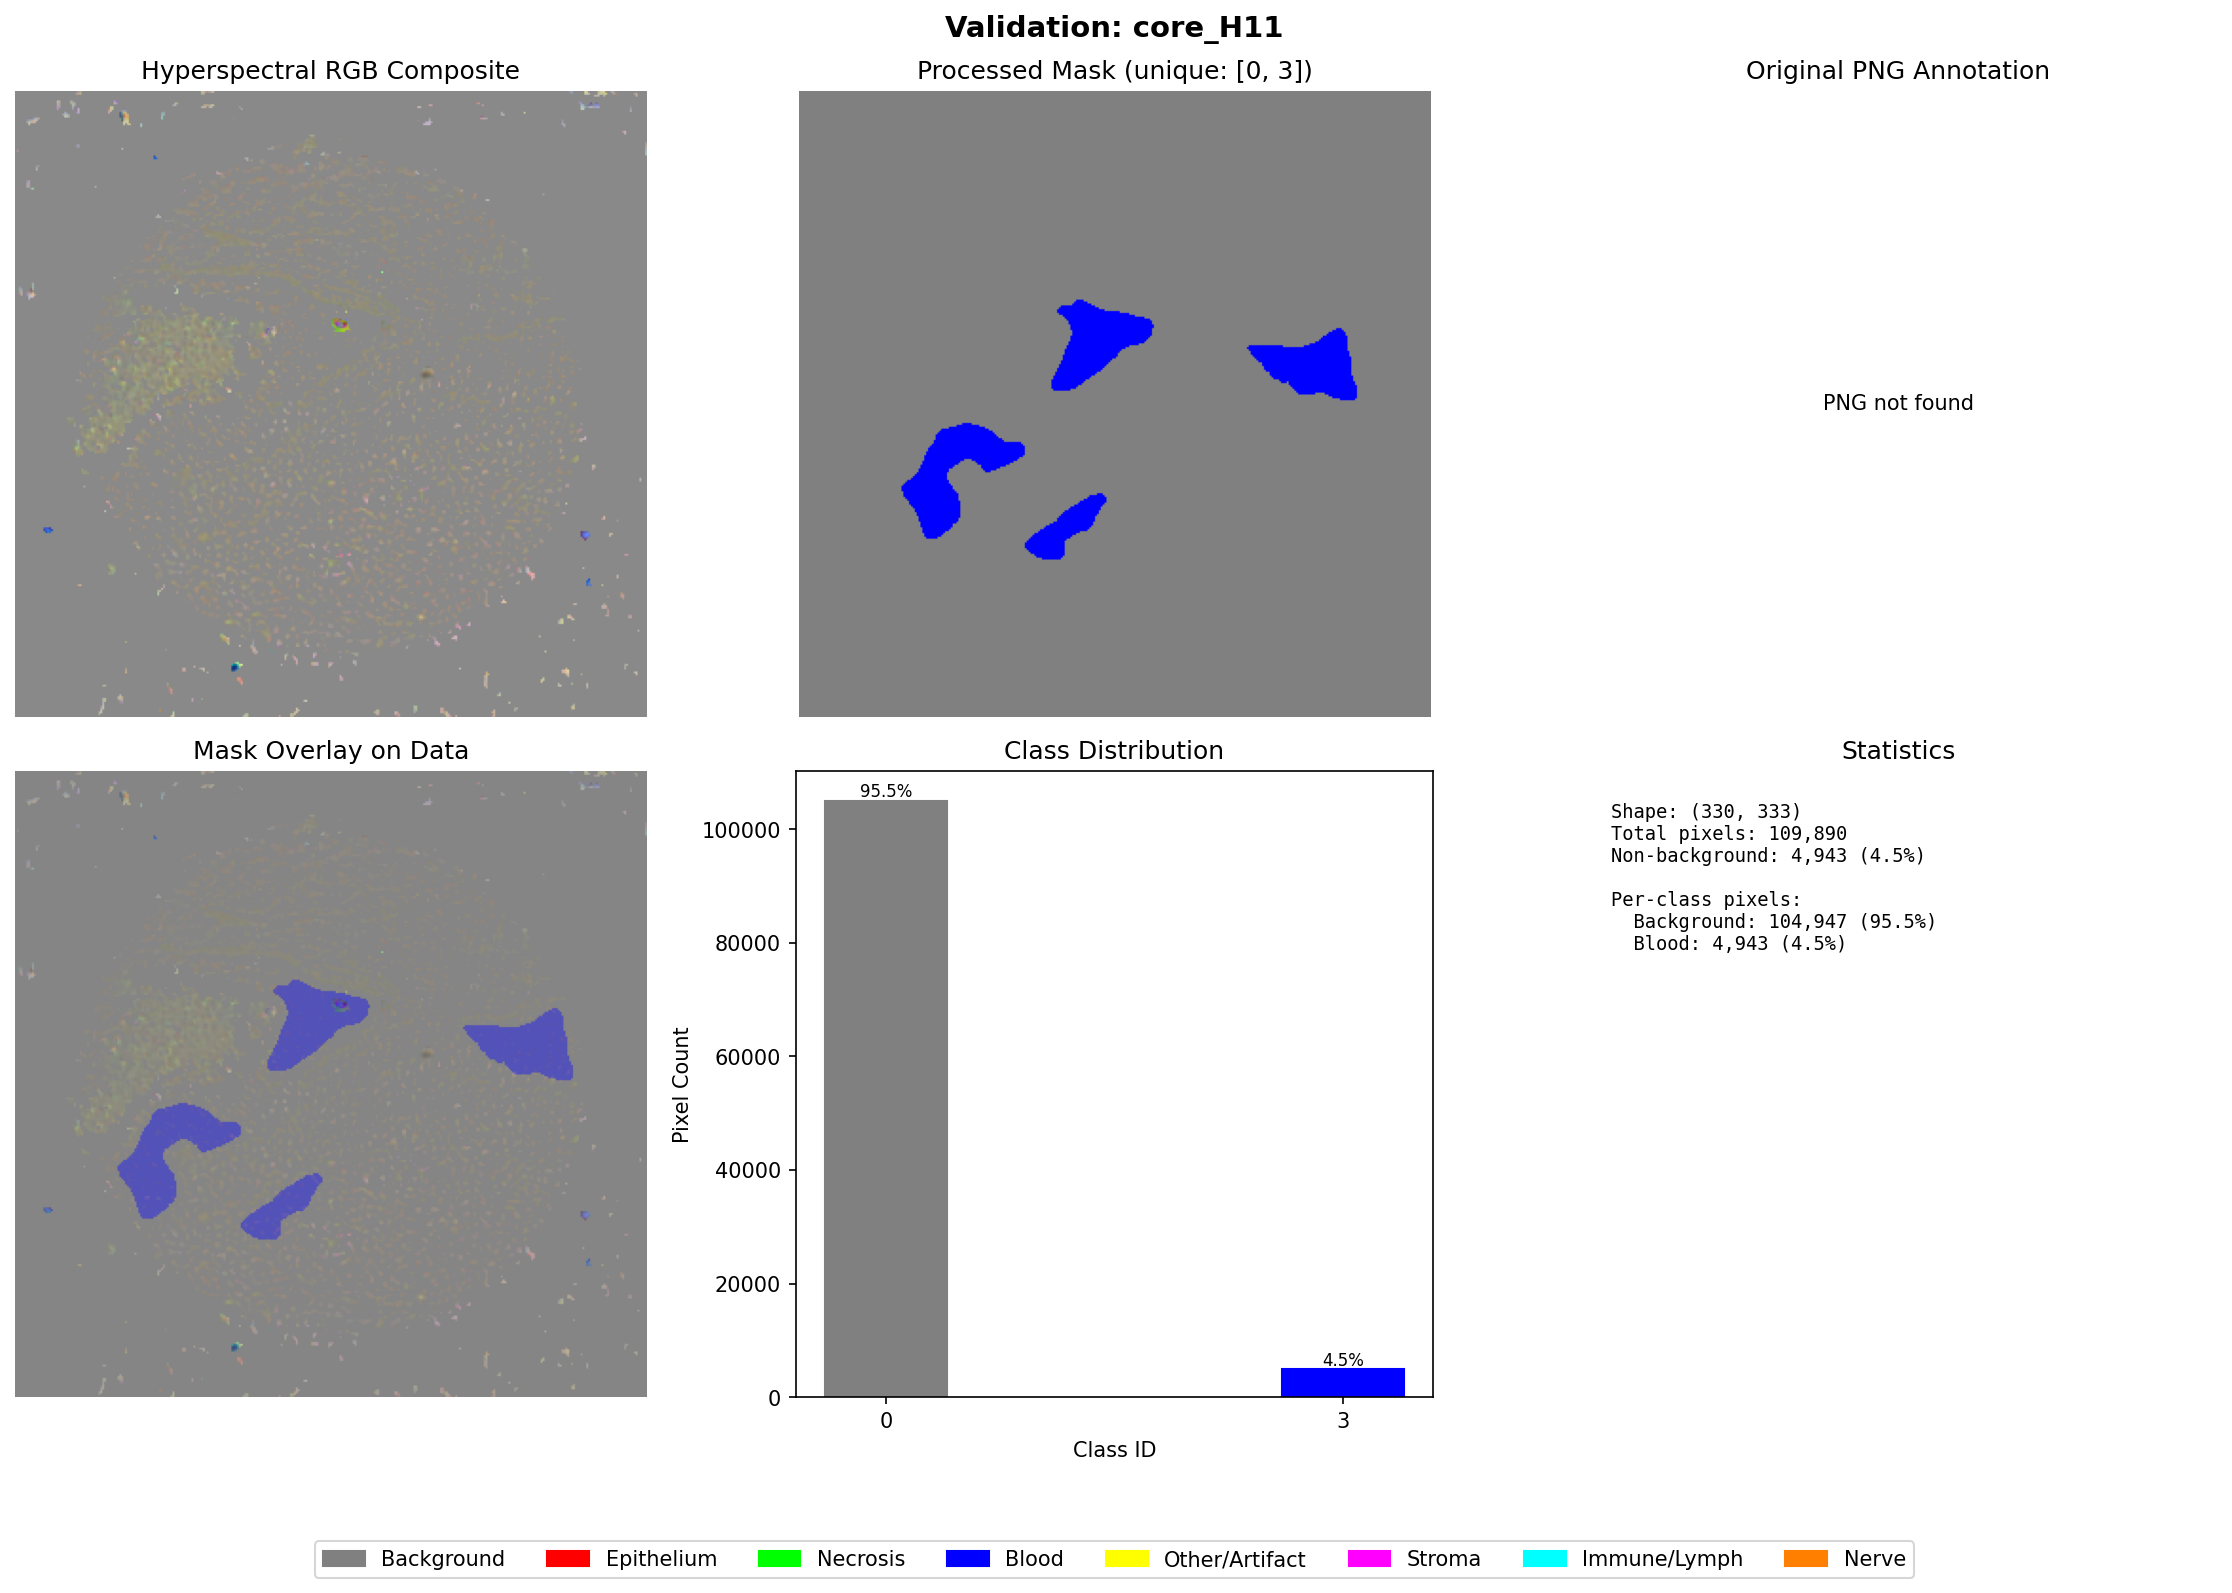 Validation: core_H11
Hyperspectral RGB Composite
Processed Mask (unique: [0, 3])
Original PNG Annotation
PNG not found
Mask Overlay on Data
Class Distribution
95.5%
4.5%
100000
80000
60000
40000
20000
0
Pixel Count
0
3
Class ID
Statistics
Shape: (330, 333)
Total pixels: 109,890
Non-background: 4,943 (4.5%)
Per-class pixels:
Background: 104,947 (95.5%)
Blood: 4,943 (4.5%)
Background
Epithelium
Necrosis
Blood
Other/Artifact
Stroma
Immune/Lymph
Nerve